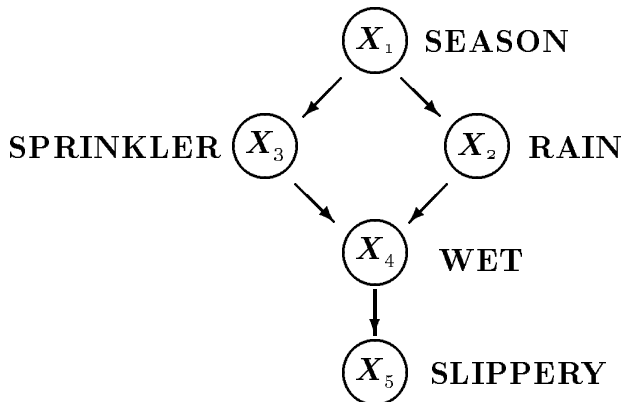 X₁ SEASON
SPRINKLER X₃ X₂ RAIN
X₄ WET
X₅ SLIPPERY